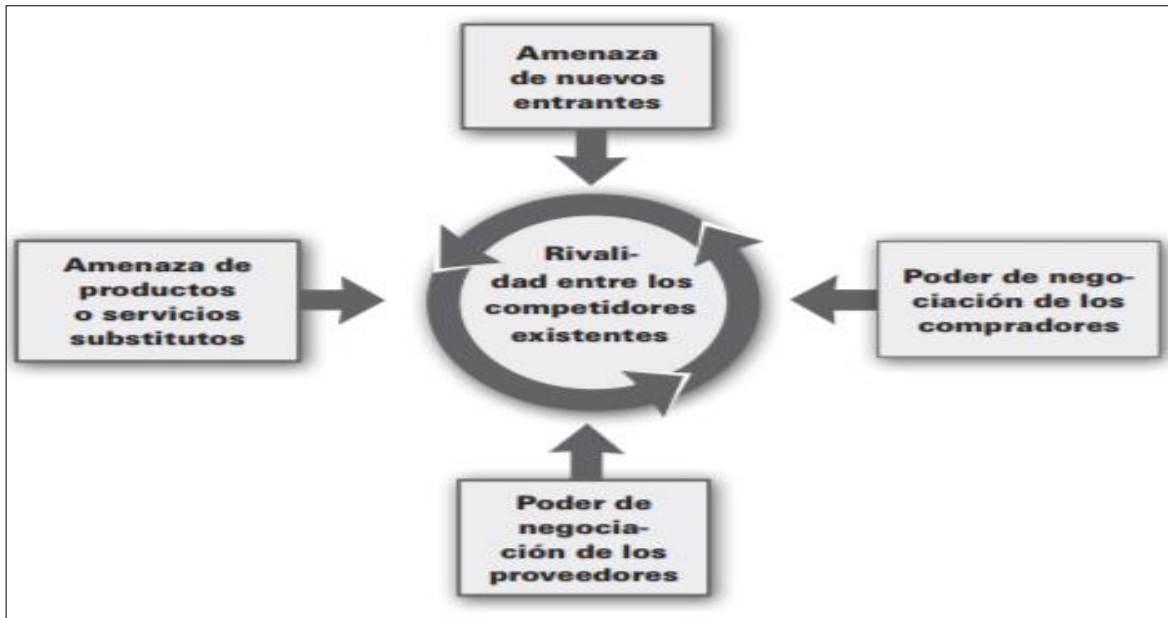 Amenaza
de nuevos
entrantes
Amenaza de
productos
o servicios
substitutos
Rivali-
dad entre los
competidores
existentes
Poder de nego-
ciación de los
compradores
Poder de
negocia-
ción de los
proveedores